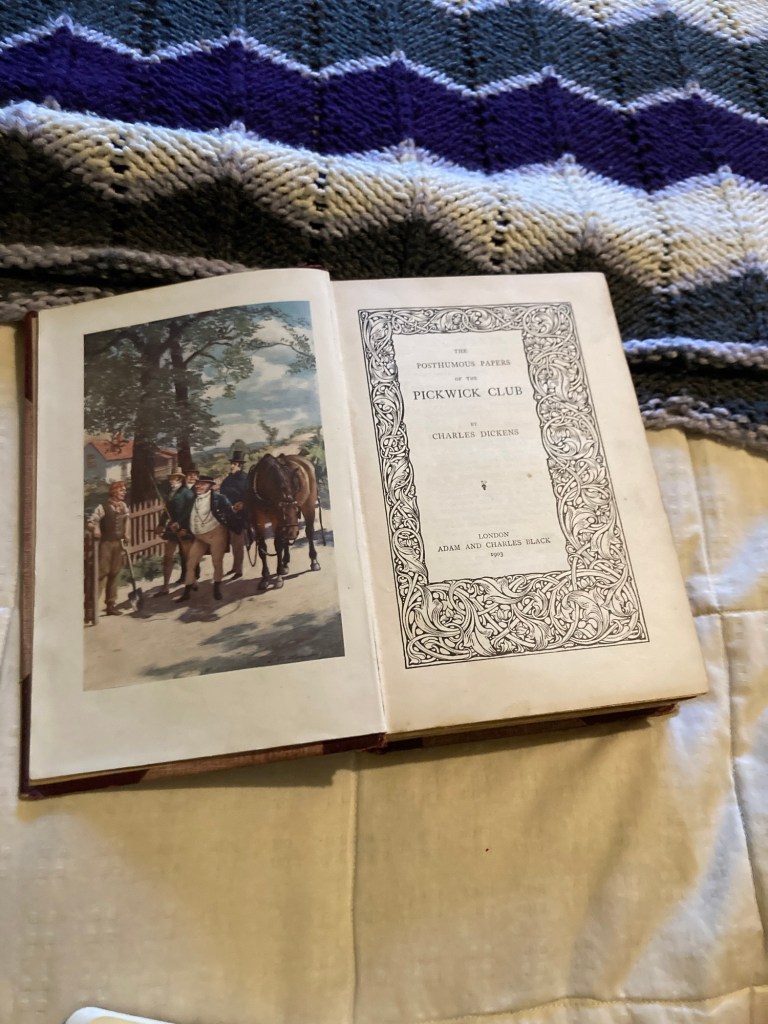 THE
POSTHUMOUS PAPERS
OF THE
PICKWICK CLUB
BY
CHARLES DICKENS
LONDON
ADAM AND CHARLES BLACK
1903